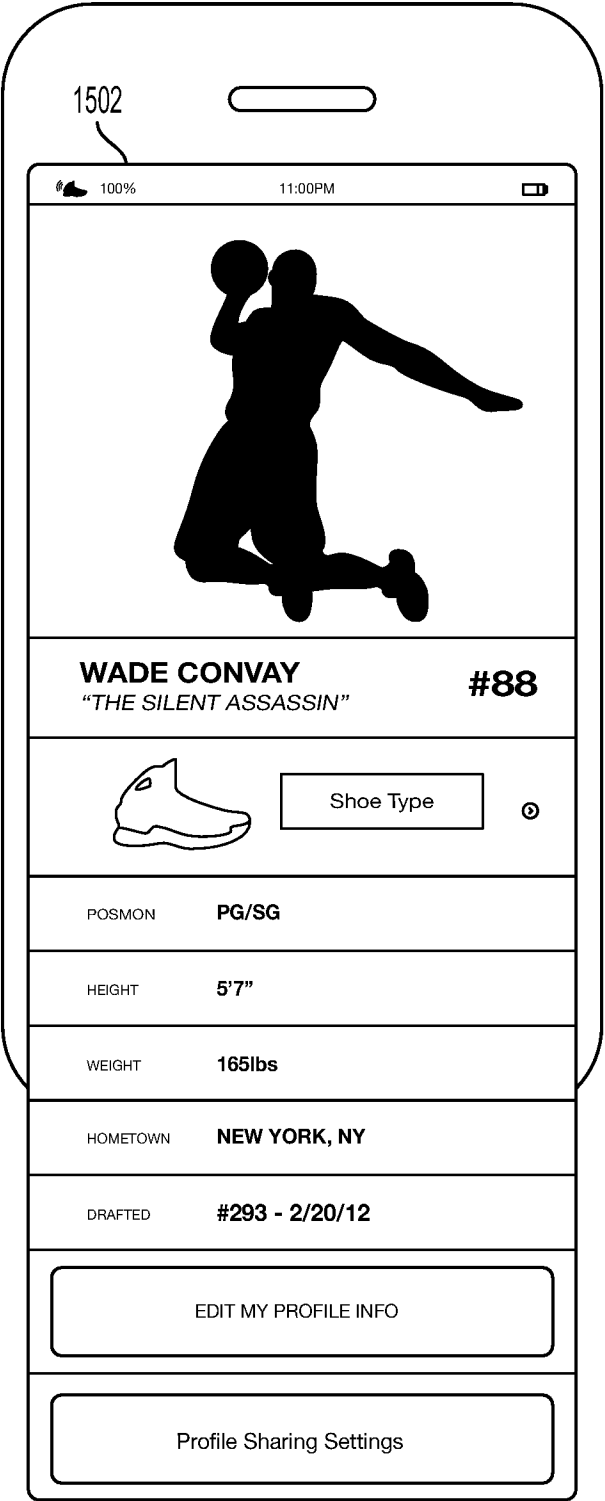 1502
100% 11:00PM
WADE CONVAY
“THE SILENT ASSASSIN”
#88
Shoe Type
POSMON PG/SG
HEIGHT 5’7”
WEIGHT 165lbs
HOMETOWN NEW YORK, NY
DRAFTED #293 - 2/20/12
EDIT MY PROFILE INFO
Profile Sharing Settings